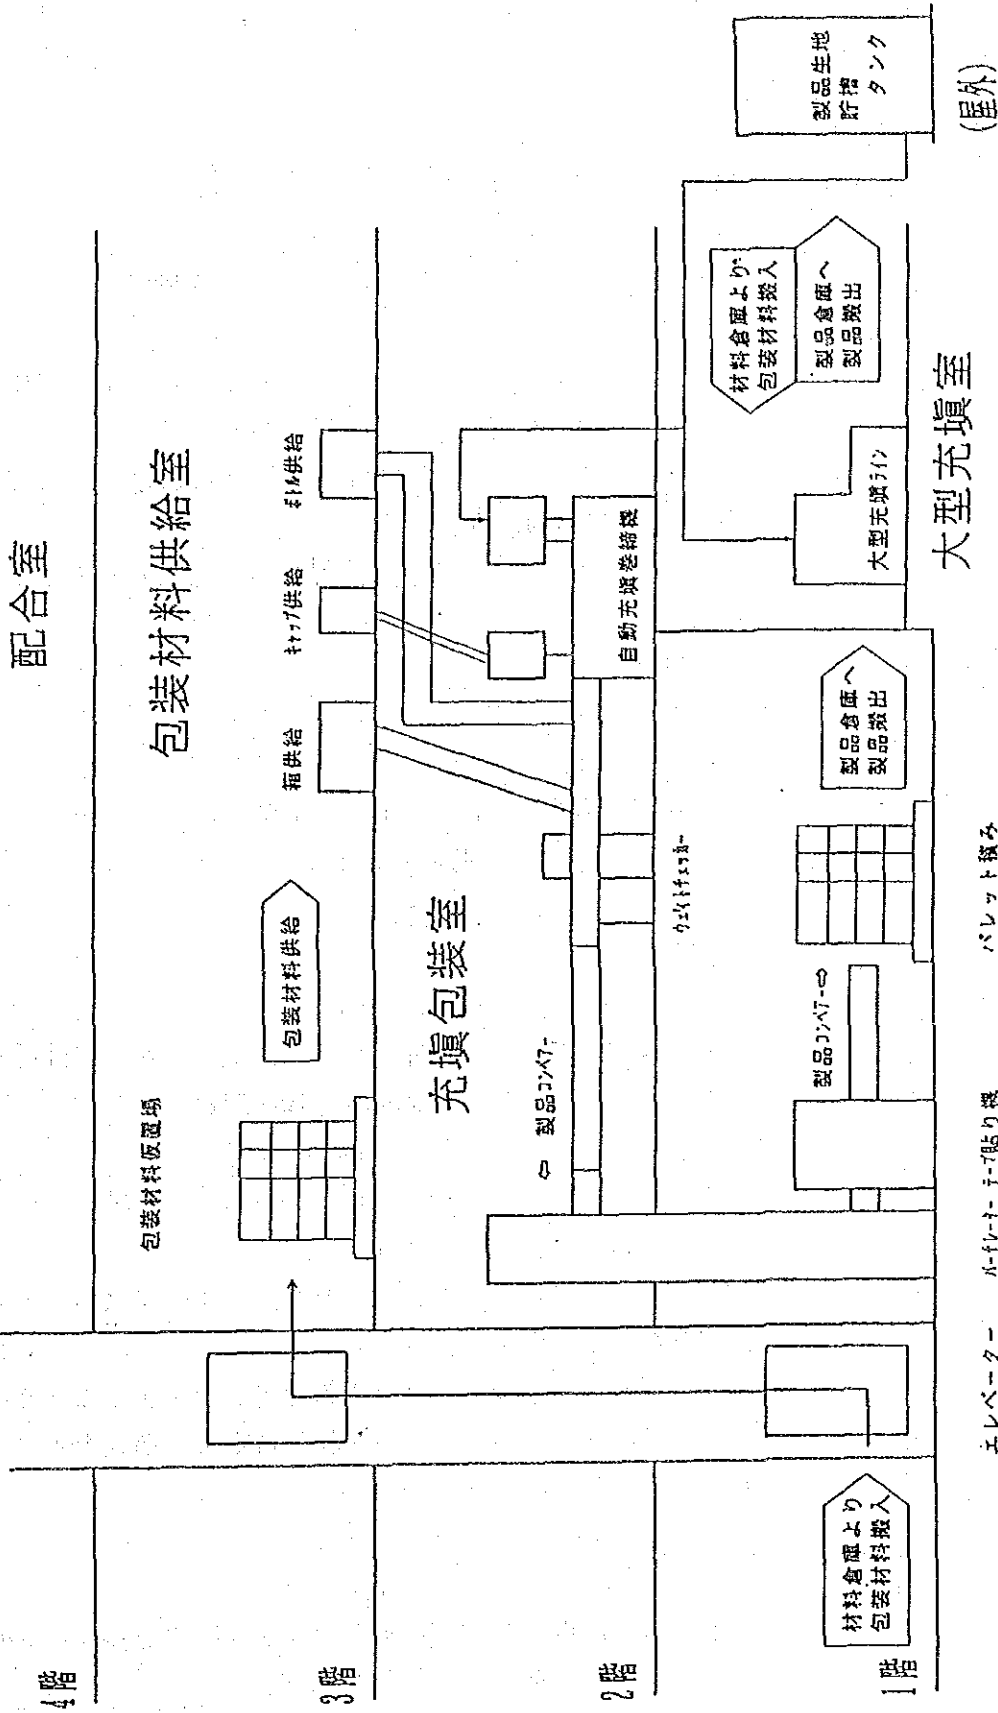 4階
配合室
3階
包装材料供給室
包装材料仮置場
包装材料供給
箱供給
キャップ供給
ボトル供給
2階
充填包装室
⇦ 製品コンベアー
ウェイトチェッカー
自動充填巻締機
1階
材料倉庫より
包装材料搬入
製品コンベアー⇨
製品倉庫へ
製品搬出
大型充填ライン
材料倉庫より
包装材料搬入
製品倉庫へ
製品搬出
製品生地
貯槽
タンク
エレベーター
バーチレーター
テープ貼り機
パレット積み
大型充填室
(屋外)